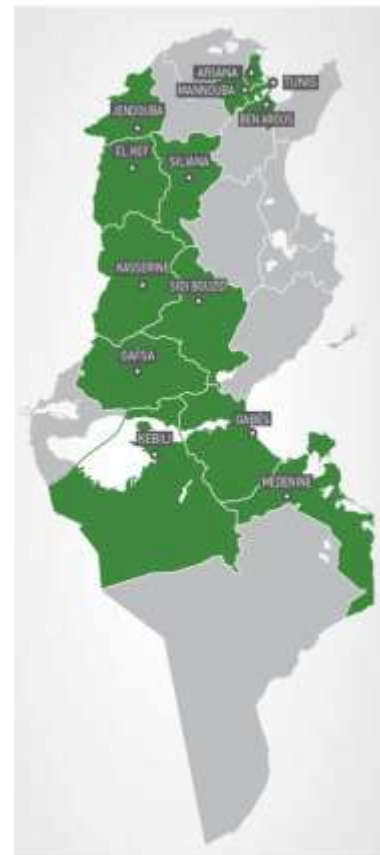 ARIANA
TUNIS
MANNOUBA
BEN AROUS
JENDOUBA
EL KEF
SILIANA
KASSERINE
SIDI BOUZID
GAFSA
GABES
KEBILI
MEDENINE